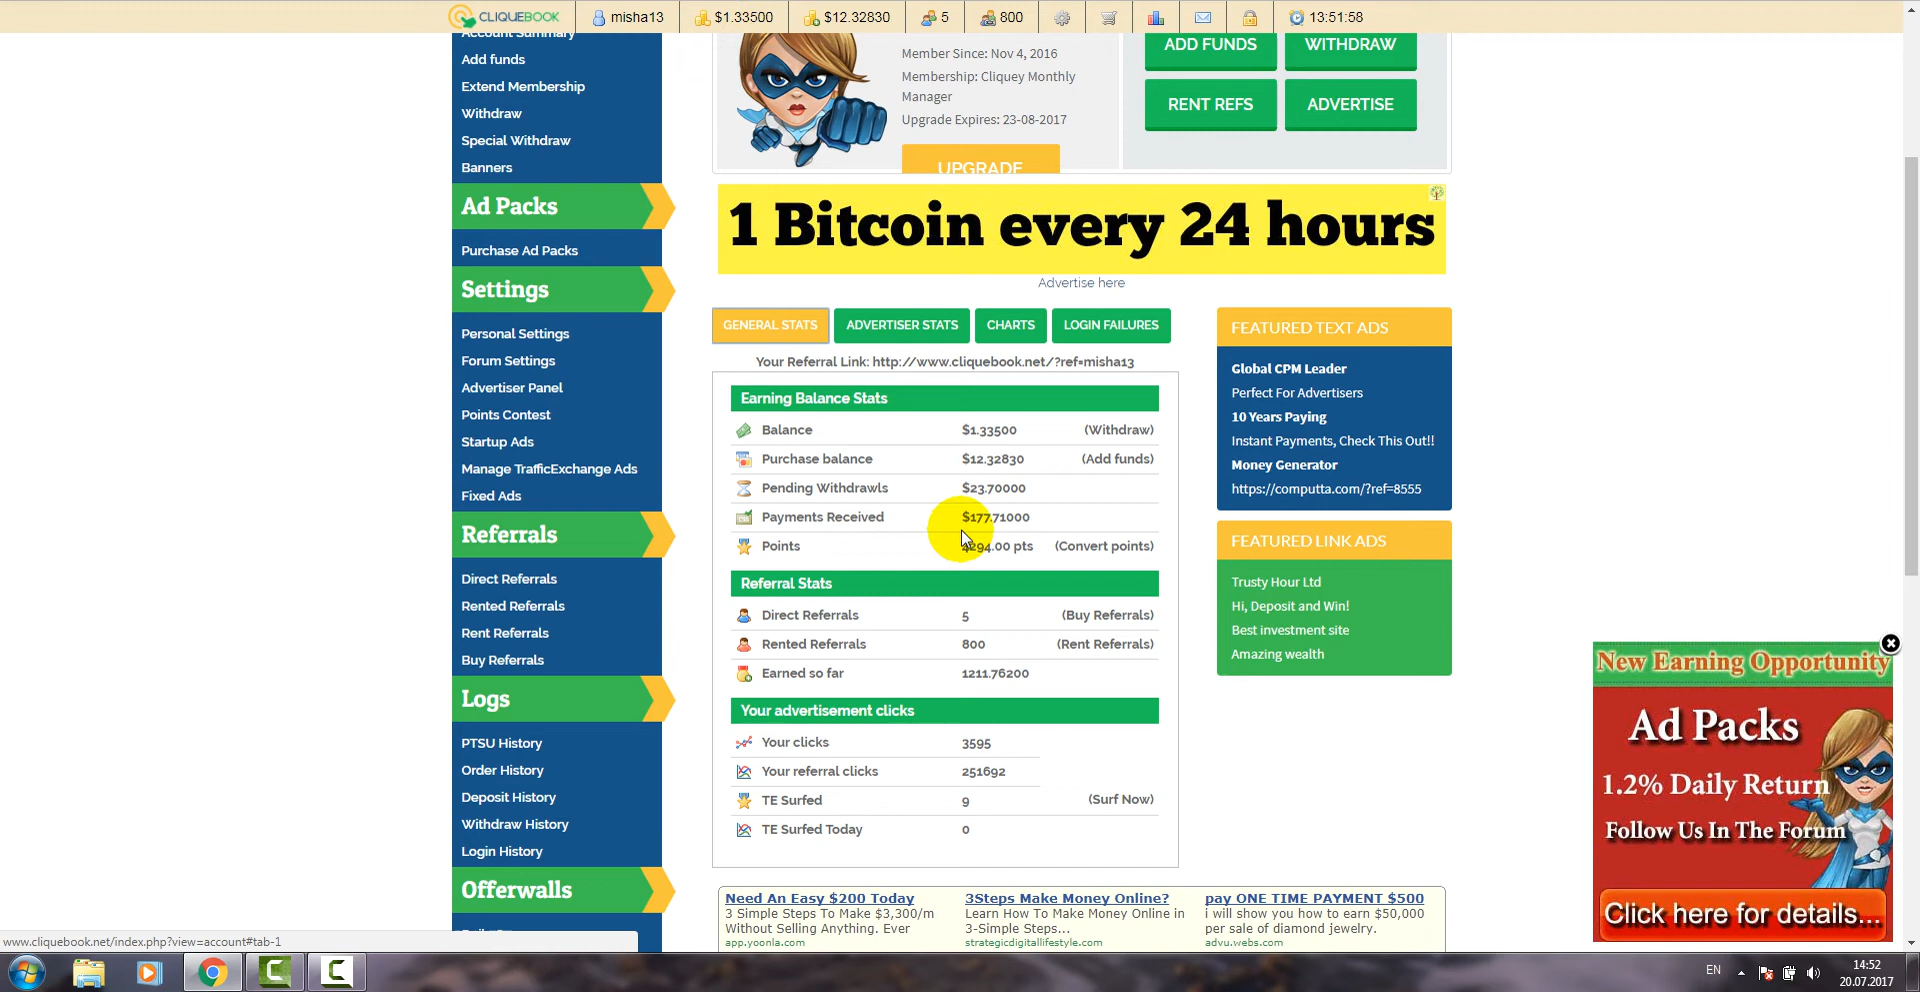 CLIQUEBOOK misha13 $1.33500 $12.32830 5 800 13:51:58
Account Summary
Add funds
Extend Membership
Withdraw
Special Withdraw
Banners
Ad Packs
Purchase Ad Packs
Settings
Personal Settings
Forum Settings
Advertiser Panel
Points Contest
Startup Ads
Manage TrafficExchange Ads
Fixed Ads
Referrals
Direct Referrals
Rented Referrals
Rent Referrals
Buy Referrals
Logs
PTSU History
Order History
Deposit History
Withdraw History
Login History
Offerwalls
Member Since: Nov 4, 2016
Membership: Cliquey Monthly
Manager
Upgrade Expires: 23-08-2017
UPGRADE
ADD FUNDS WITHDRAW
RENT REFS ADVERTISE
1 Bitcoin every 24 hours
Advertise here
GENERAL STATS ADVERTISER STATS CHARTS LOGIN FAILURES
Your Referral Link: http://www.cliquebook.net/?ref=misha13
Earning Balance Stats
Balance $1.33500 (Withdraw)
Purchase balance $12.32830 (Add funds)
Pending Withdrawls $23.70000
Payments Received $177.71000
Points pts (Convert points)
Referral Stats
Direct Referrals 5 (Buy Referrals)
Rented Referrals 800 (Rent Referrals)
Earned so far 1211.76200
Your advertisement clicks
Your clicks 3595
Your referral clicks 251692
TE Surfed 9 (Surf Now)
TE Surfed Today 0
FEATURED TEXT ADS
Global CPM Leader
Perfect For Advertisers
10 Years Paying
Instant Payments, Check This Out!!
Money Generator
https://computta.com/?ref=8555
FEATURED LINK ADS
Trusty Hour Ltd
Hi, Deposit and Win!
Best investment site
Amazing wealth
New Earning Opportunity
Ad Packs
1.2% Daily Return
Follow Us In The Forum
Click here for details...
Need An Easy $200 Today
3 Simple Steps To Make $3,300/m
Without Selling Anything. Ever
app.yoonla.com
3Steps Make Money Online?
Learn How To Make Money Online in
3-Simple Steps...
strategicdigitallifestyle.com
pay ONE TIME PAYMENT $500
i will show you how to earn $50,000
per sale of diamond jewelry.
advu.webs.com
www.cliquebook.net/index.php?view=account#tab-1
EN 14:52
20.07.2017